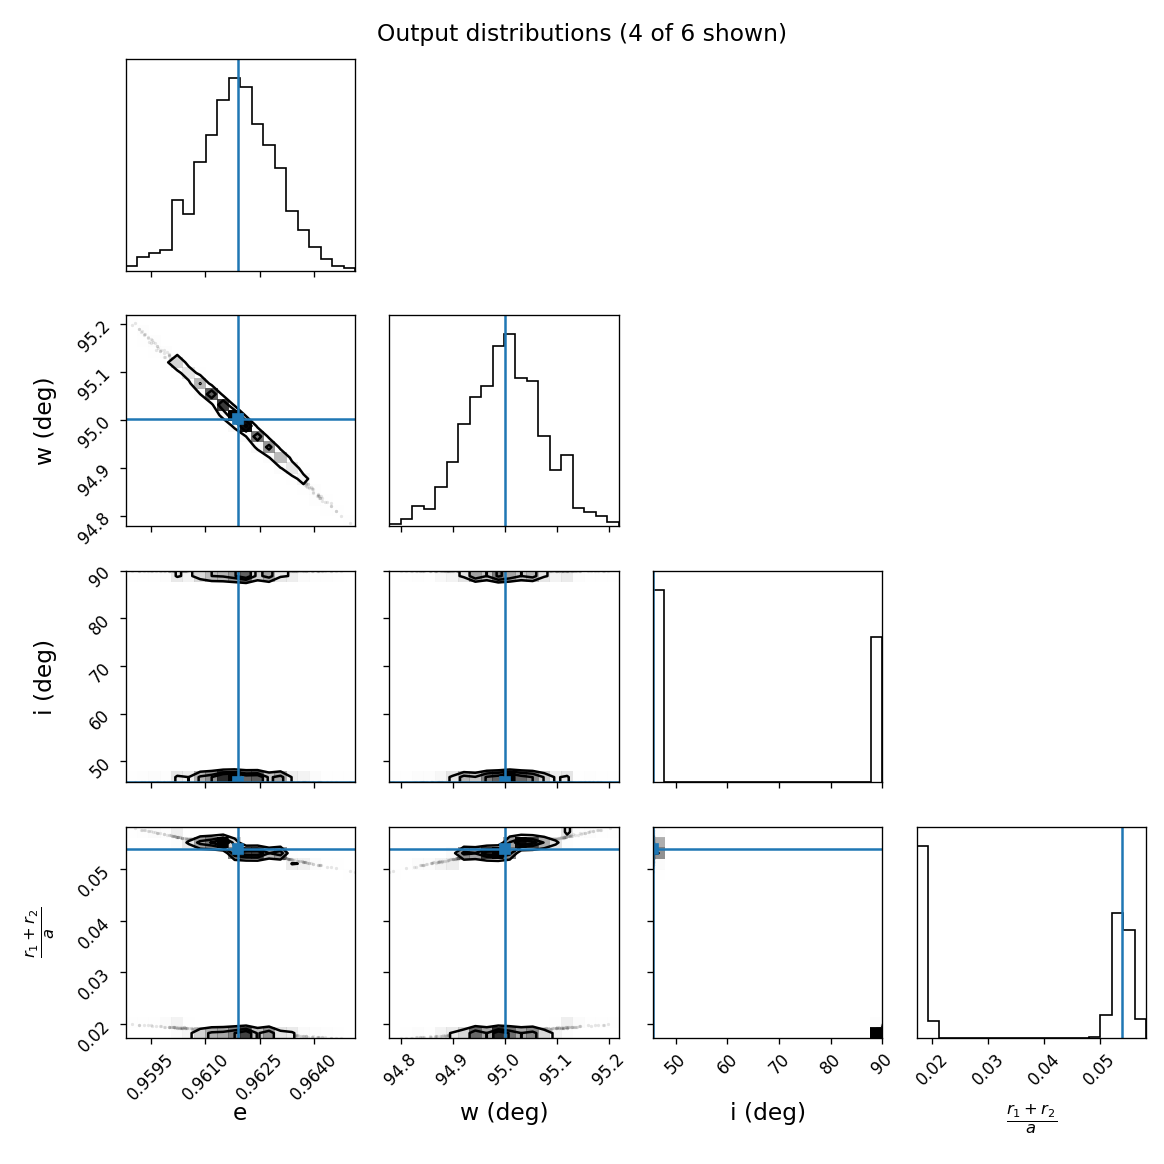 Output distributions (4 of 6 shown)
95.2
95.1
95.0
94.9
94.8
w (deg)
90
80
70
60
50
i (deg)
0.05
0.04
0.03
0.02
r₁ + r₂
a
0.9595 0.9610 0.9625 0.9640
94.8 94.9 95.0 95.1 95.2
50 60 70 80 90
0.02 0.03 0.04 0.05
e w (deg) i (deg)
r₁ + r₂
a